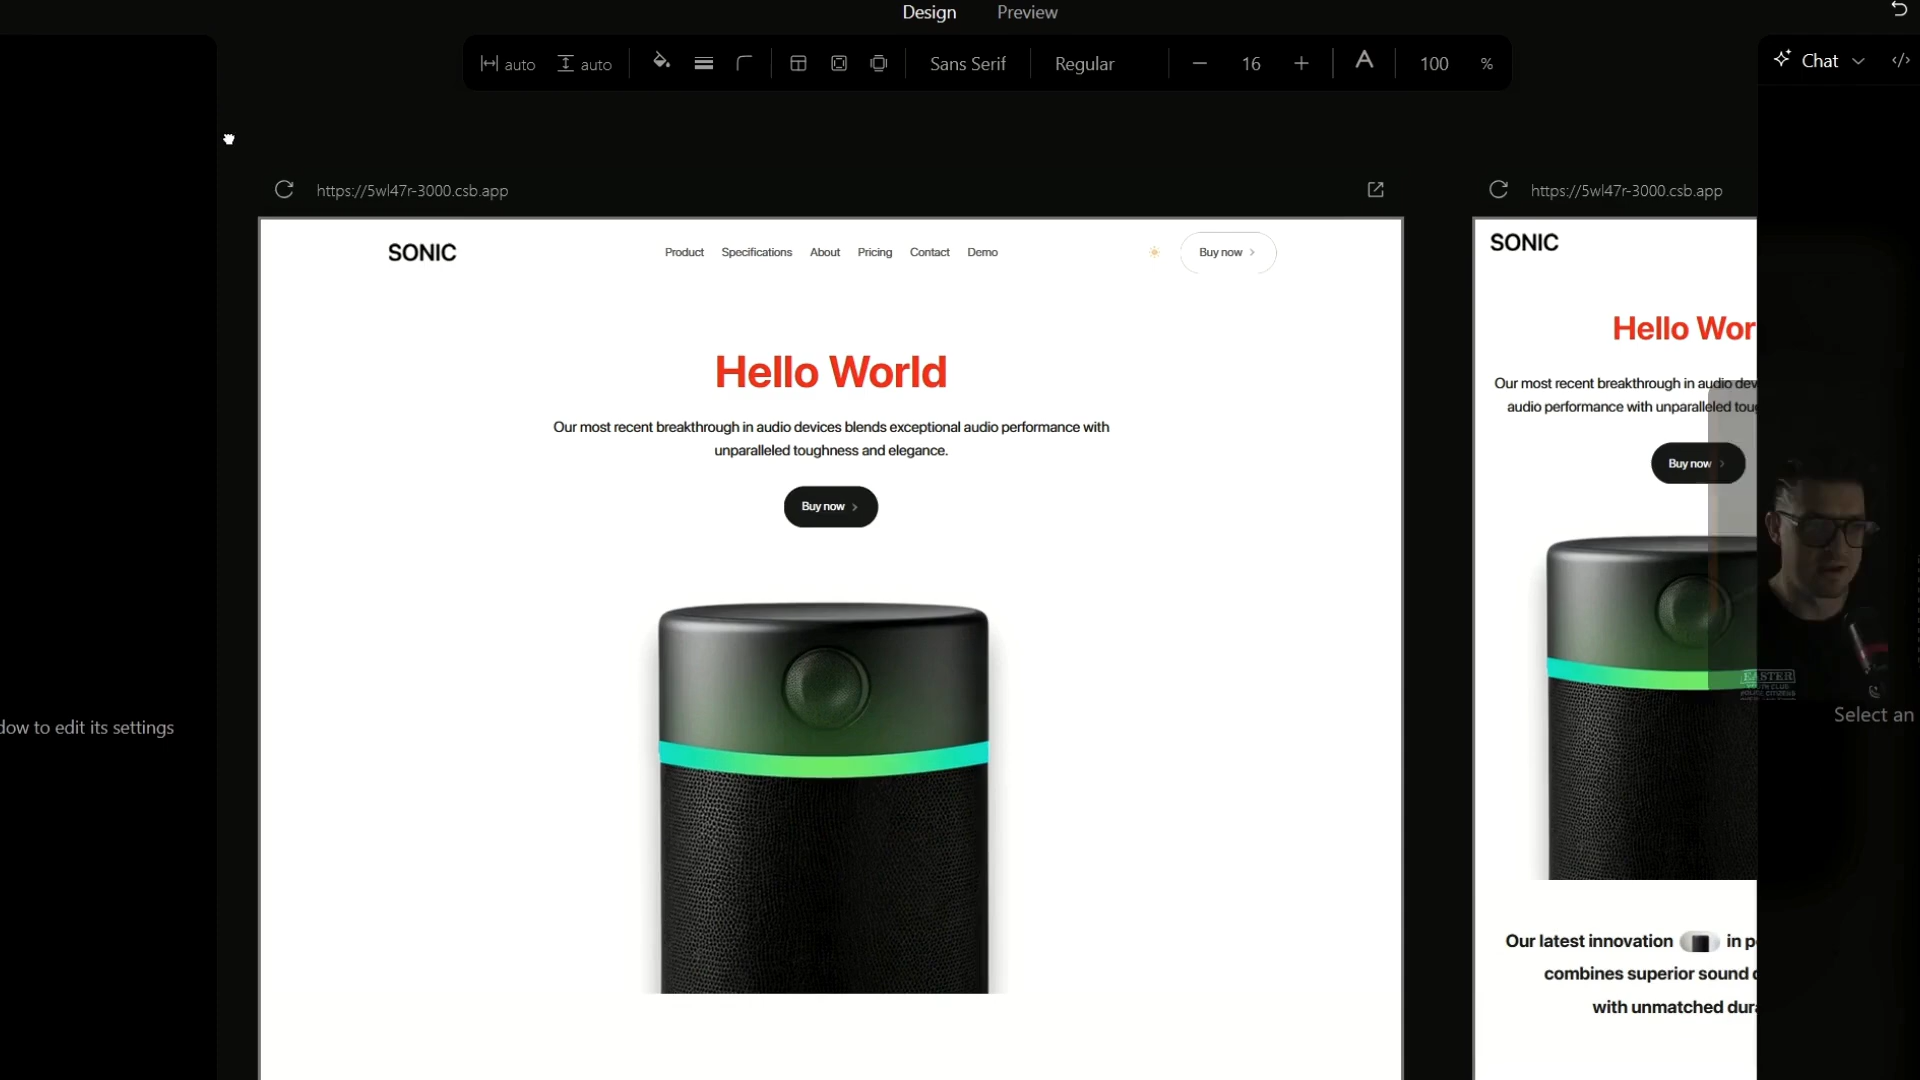 Design
Preview
auto
auto
Sans Serif
Regular
16
100
%
Chat
https://5wl47r-3000.csb.app
https://5wl47r-3000.csb.app
SONIC
Product
Specifications
About
Pricing
Contact
Demo
Buy now
Hello World
Our most recent breakthrough in audio devices blends exceptional audio performance with
unparalleled toughness and elegance.
Buy now
SONIC
Hello Wor
Our most recent breakthrough in audio dev
audio performance with unparalleled toug
Buy now
EASTER
Our latest innovation in p
combines superior sound
with unmatched dura
dow to edit its settings
Select an